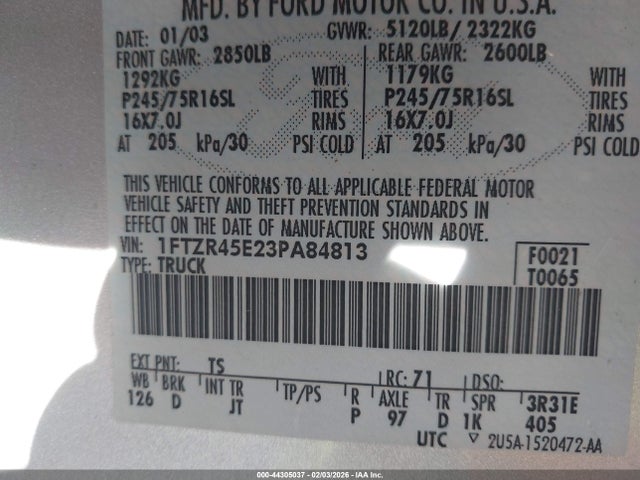 MFD. BY FORD MOTOR CO. IN U.S.A.
DATE: 01/03 GVWR: 5120LB/ 2322KG
FRONT GAWR: 2850LB REAR GAWR: 2600LB
1292KG WITH 1179KG WITH
P245/75R16SL TIRES P245/75R16SL TIRES
16X7.0J RIMS 16X7.0J RIMS
AT 205 kPa/30 PSI COLD AT 205 kPa/30 PSI COLD
THIS VEHICLE CONFORMS TO ALL APPLICABLE FEDERAL MOTOR
VEHICLE SAFETY AND THEFT PREVENTION STANDARDS IN
EFFECT ON THE DATE OF MANUFACTURE SHOWN ABOVE.
VIN: 1FTZR45E23PA84813 F0021
TYPE: TRUCK T0065
EXT PNT: TS RC: 71 DSO:
WB BRK INT TR TP/PS R AXLE TR SPR 3R31E
126 D JT P 97 D 1K 405
UTC 2U5A-1520472-AA
000-44305037 - 02/03/2026 - IAAI.COM